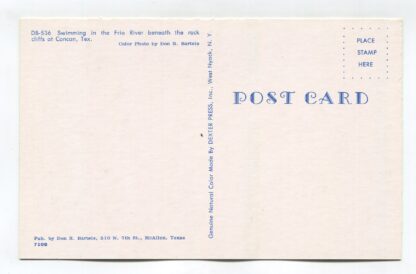 DB-536 Swimming in the Frio River beneath the rock
cliffs at Concan, Tex.
Color Photo by Don H. Bartels
Genuine Natural Color Made By DEXTER PRESS, Inc., West Nyack, N. Y.
PLACE
STAMP
HERE
POST CARD
Pub. by Don H. Bartels, 510 N. 7th St., McAllen, Texas